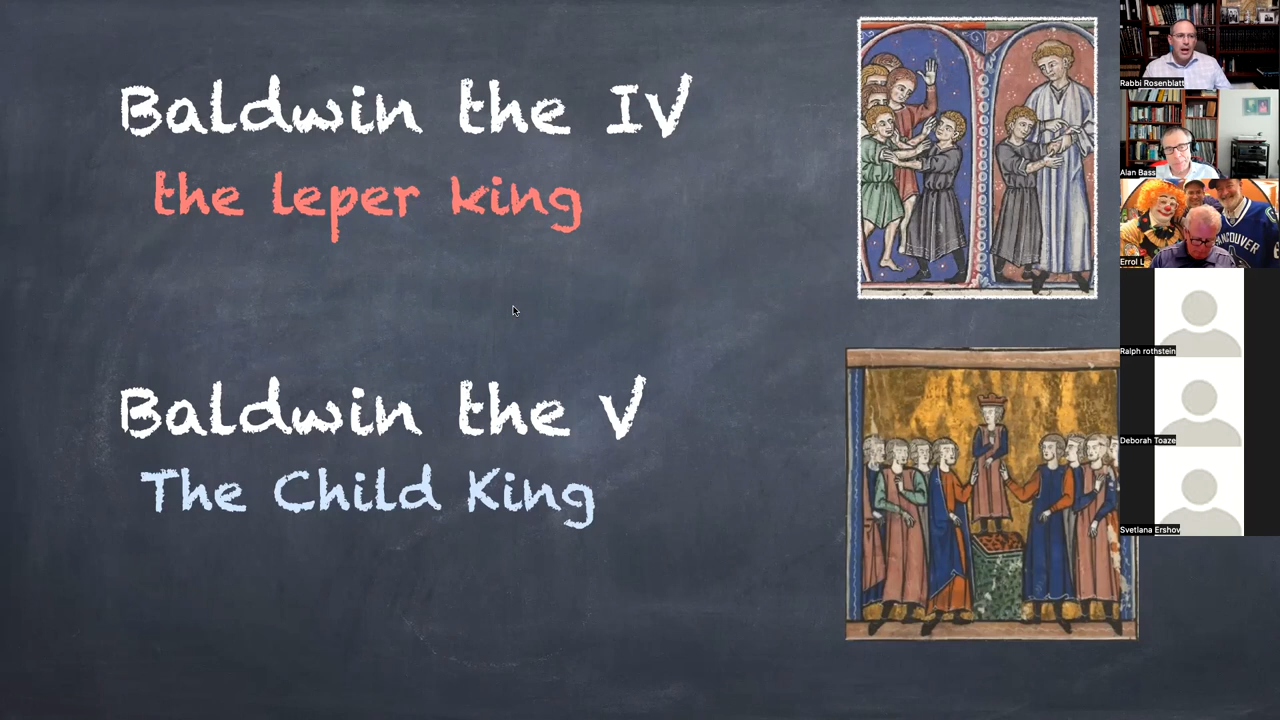 Baldwin the IV
the leper king
Baldwin the V
The Child King
Rabbi Rosenblatt
Alan Bass
Errol L
VANCOUVER
Ralph rothstein
Deborah Toaze
Svetlana Ershov